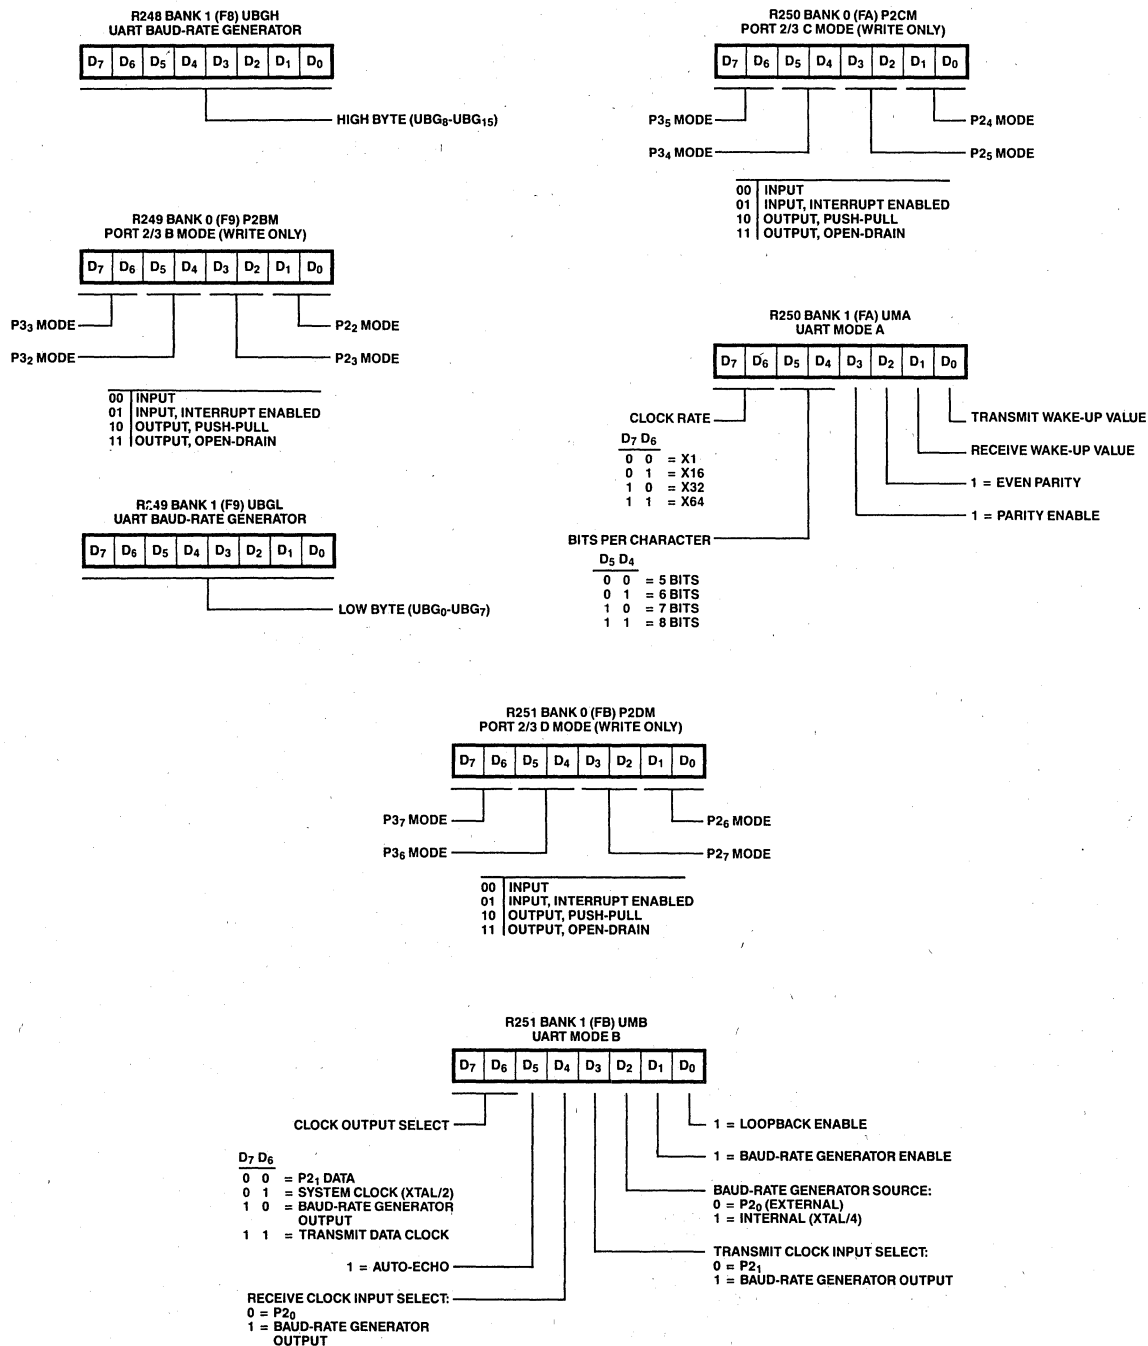 R248 BANK 1 (F8) UBGH
UART BAUD-RATE GENERATOR
D7 D6 D5 D4 D3 D2 D1 D0
HIGH BYTE (UBG8-UBG15)
R249 BANK 0 (F9) P2BM
PORT 2/3 B MODE (WRITE ONLY)
D7 D6 D5 D4 D3 D2 D1 D0
P33 MODE
P22 MODE
P32 MODE
P23 MODE
00 INPUT
01 INPUT, INTERRUPT ENABLED
10 OUTPUT, PUSH-PULL
11 OUTPUT, OPEN-DRAIN
R249 BANK 1 (F9) UBGL
UART BAUD-RATE GENERATOR
D7 D6 D5 D4 D3 D2 D1 D0
LOW BYTE (UBG0-UBG7)
R250 BANK 0 (FA) P2CM
PORT 2/3 C MODE (WRITE ONLY)
D7 D6 D5 D4 D3 D2 D1 D0
P35 MODE
P24 MODE
P34 MODE
P25 MODE
00 INPUT
01 INPUT, INTERRUPT ENABLED
10 OUTPUT, PUSH-PULL
11 OUTPUT, OPEN-DRAIN
R250 BANK 1 (FA) UMA
UART MODE A
D7 D6 D5 D4 D3 D2 D1 D0
CLOCK RATE
D7 D6
0 0 = X1
0 1 = X16
1 0 = X32
1 1 = X64
TRANSMIT WAKE-UP VALUE
RECEIVE WAKE-UP VALUE
1 = EVEN PARITY
1 = PARITY ENABLE
BITS PER CHARACTER
D5 D4
0 0 = 5 BITS
0 1 = 6 BITS
1 0 = 7 BITS
1 1 = 8 BITS
R251 BANK 0 (FB) P2DM
PORT 2/3 D MODE (WRITE ONLY)
D7 D6 D5 D4 D3 D2 D1 D0
P37 MODE
P26 MODE
P36 MODE
P27 MODE
00 INPUT
01 INPUT, INTERRUPT ENABLED
10 OUTPUT, PUSH-PULL
11 OUTPUT, OPEN-DRAIN
R251 BANK 1 (FB) UMB
UART MODE B
D7 D6 D5 D4 D3 D2 D1 D0
CLOCK OUTPUT SELECT
D7 D6
0 0 = P21 DATA
0 1 = SYSTEM CLOCK (XTAL/2)
1 0 = BAUD-RATE GENERATOR
OUTPUT
1 1 = TRANSMIT DATA CLOCK
1 = AUTO-ECHO
RECEIVE CLOCK INPUT SELECT:
0 = P20
1 = BAUD-RATE GENERATOR
OUTPUT
1 = LOOPBACK ENABLE
1 = BAUD-RATE GENERATOR ENABLE
BAUD-RATE GENERATOR SOURCE:
0 = P20 (EXTERNAL)
1 = INTERNAL (XTAL/4)
TRANSMIT CLOCK INPUT SELECT:
0 = P21
1 = BAUD-RATE GENERATOR OUTPUT